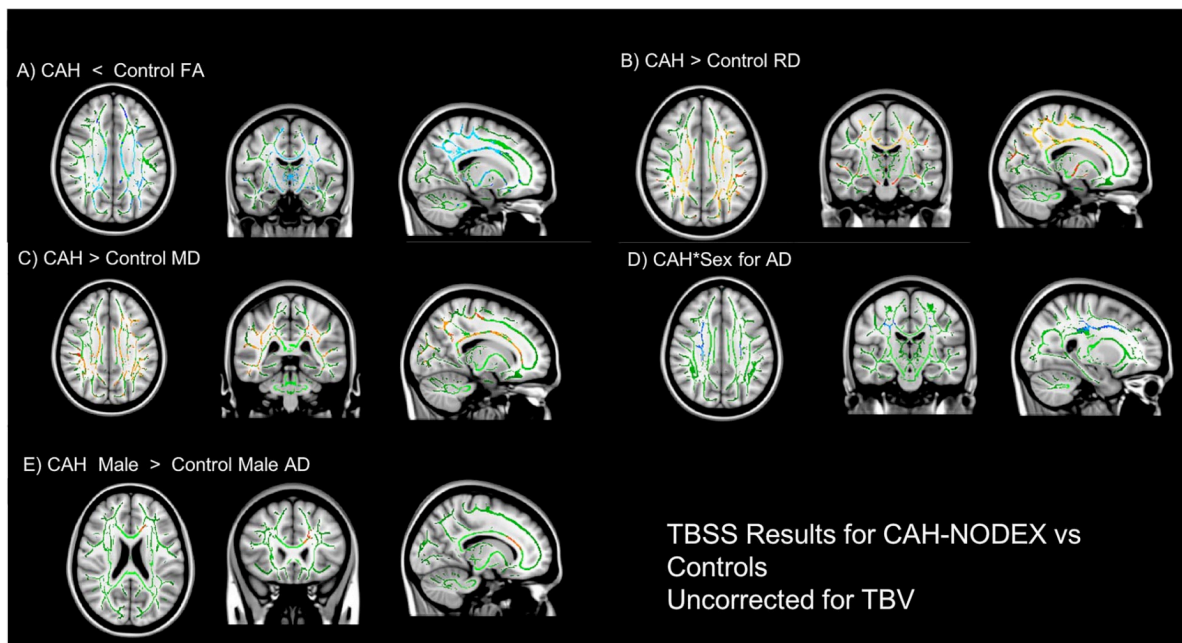 A) CAH < Control FA
B) CAH > Control RD
C) CAH > Control MD
D) CAH*Sex for AD
E) CAH Male > Control Male AD
TBSS Results for CAH-NODEX vs
Controls
Uncorrected for TBV